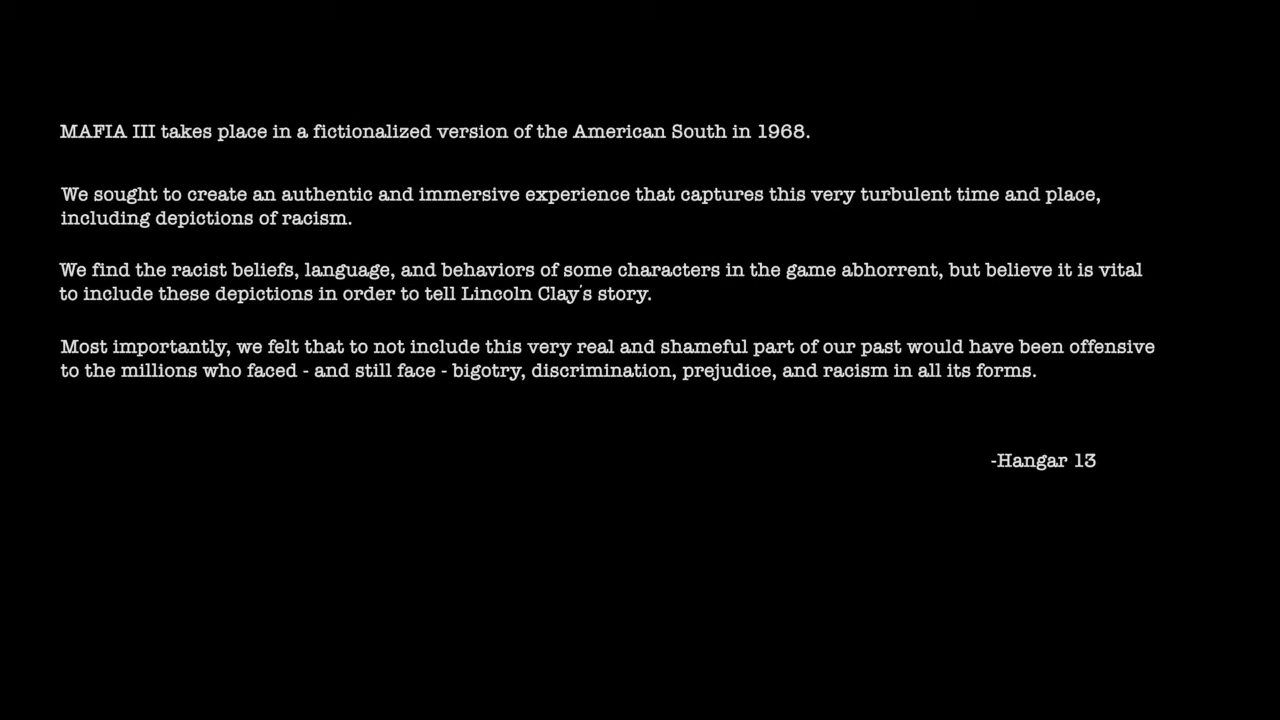 MAFIA III takes place in a fictionalized version of the American South in 1968.
We sought to create an authentic and immersive experience that captures this very turbulent time and place,
including depictions of racism.
We find the racist beliefs, language, and behaviors of some characters in the game abhorrent, but believe it is vital
to include these depictions in order to tell Lincoln Clay's story.
Most importantly, we felt that to not include this very real and shameful part of our past would have been offensive
to the millions who faced - and still face - bigotry, discrimination, prejudice, and racism in all its forms.
-Hangar 13